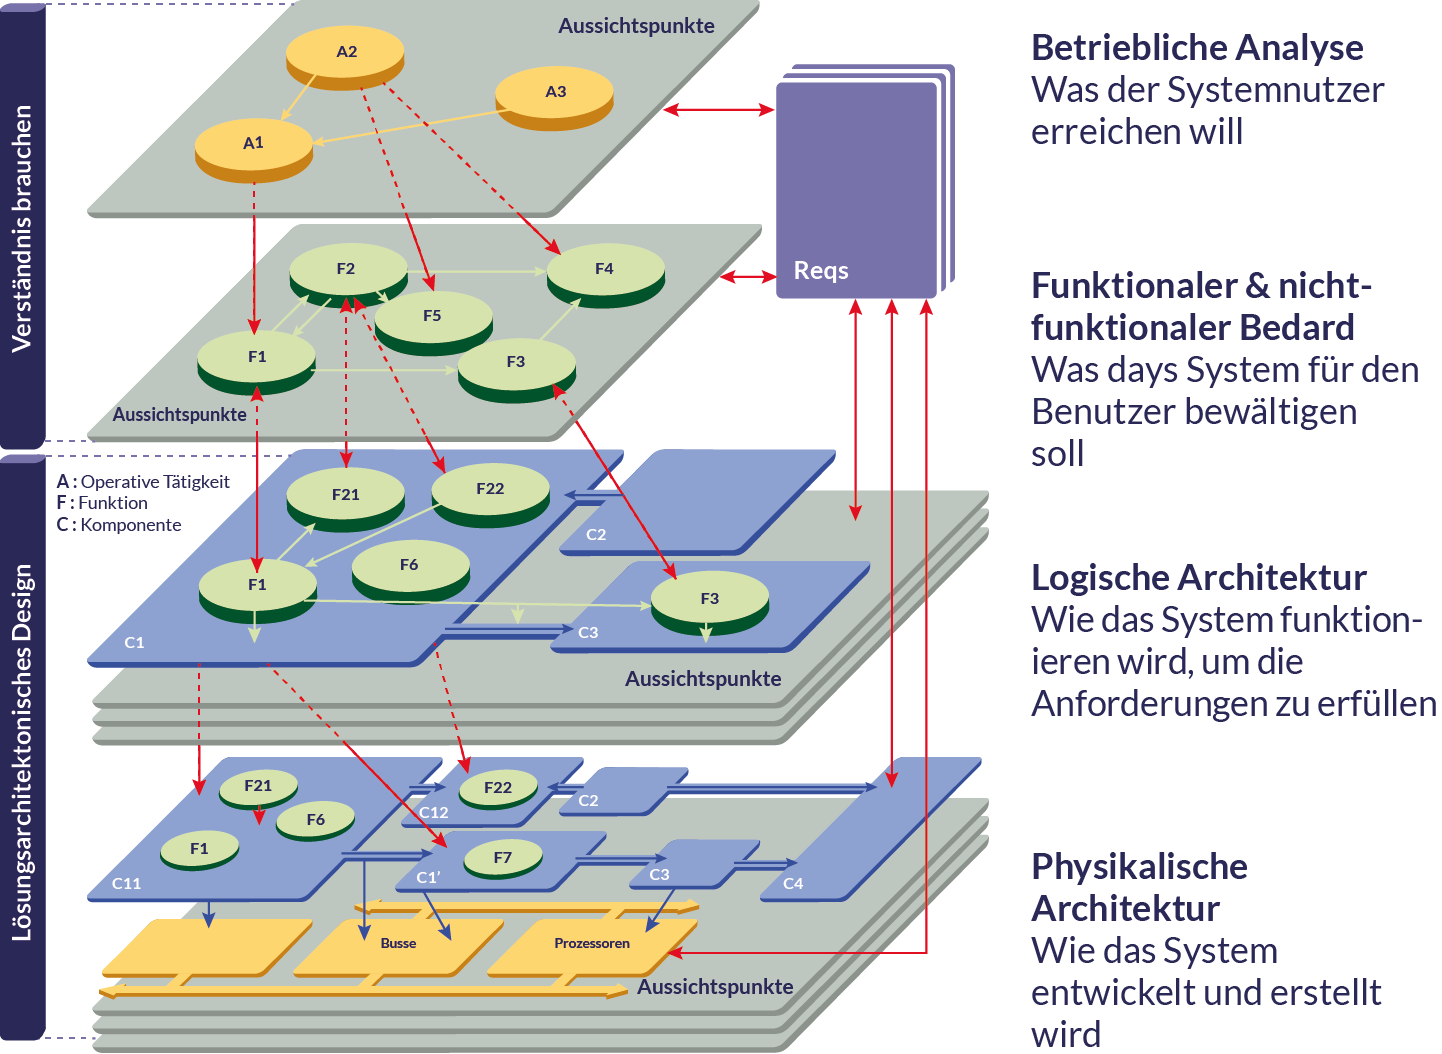 Verständnis brauchen
Lösungsarchitektonisches Design
Aussichtspunkte
A2
A3
A1
Reqs
F2
F4
F5
F1
F3
Aussichtspunkte
A : Operative Tätigkeit
F : Funktion
C : Komponente
F21
F22
F6
F1
C1
C2
F3
C3
Aussichtspunkte
F21
F6
F1
C11
F22
C12
C2
F7
C1’
C3
C4
Busse
Prozessoren
Aussichtspunkte
Betriebliche Analyse
Was der Systemnutzer
erreichen will
Funktionaler & nicht-
funktionaler Bedard
Was days System für den
Benutzer bewältigen
soll
Logische Architektur
Wie das System funktion-
ieren wird, um die
Anforderungen zu erfüllen
Physikalische
Architektur
Wie das System
entwickelt und erstellt
wird